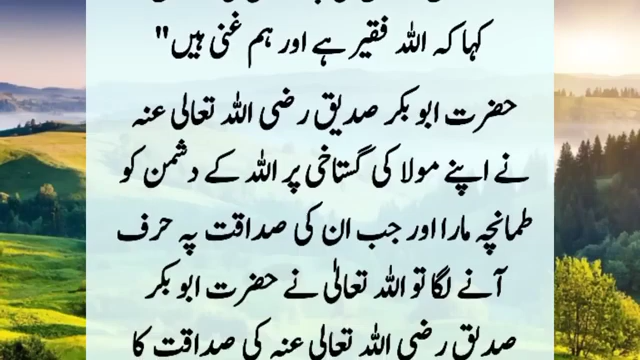 کہا کہ اللہ فقیر ہے اور ہم غنی ہیں"
حضرت ابو بکر صدیق رضی اللہ تعالی عنہ
نے اپنے مولا کی گستاخی پر اللہ کے دشمن کو
طمانچہ مارا اور جب ان کی صداقت پہ حرف
آنے لگا تو اللہ تعالیٰ نے حضرت ابو بکر
صدیق رضی اللہ تعالی عنہ کی صداقت کا